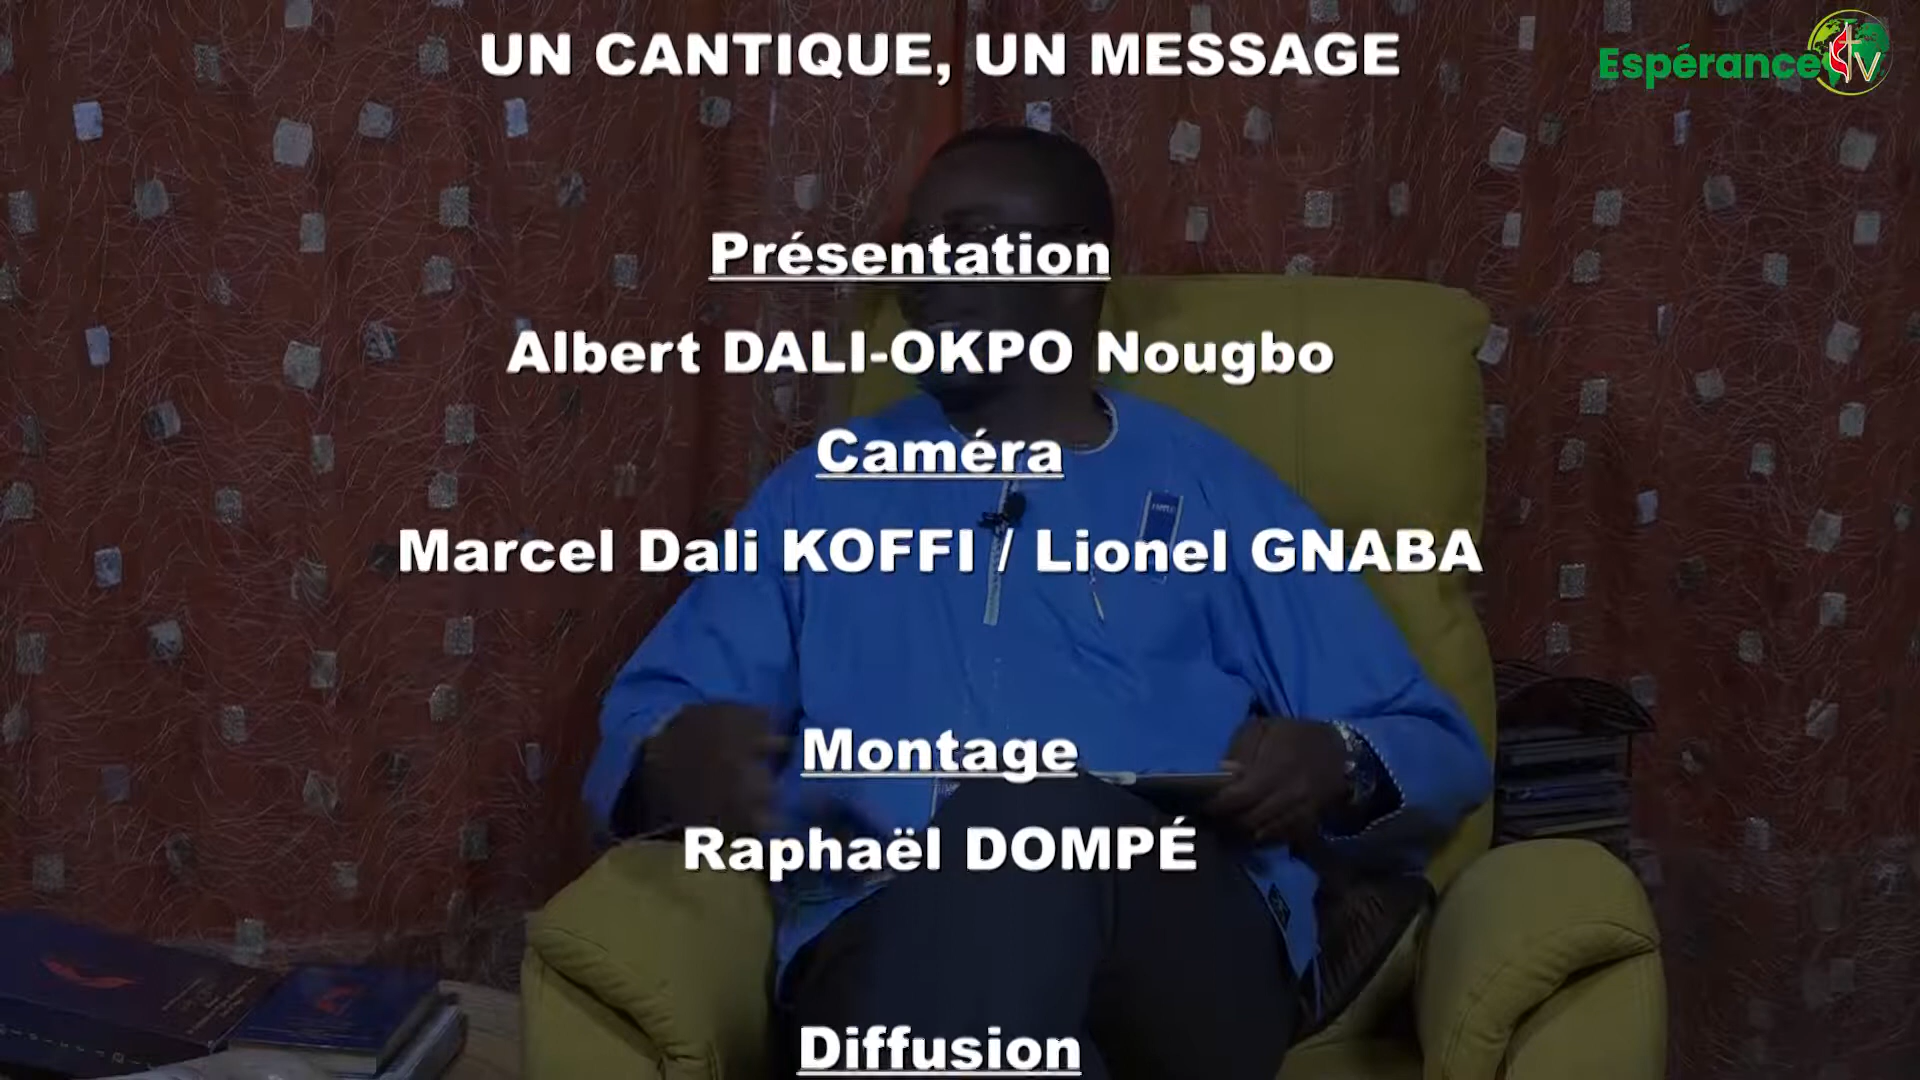 UN CANTIQUE, UN MESSAGE
Espérance TV
Présentation
Albert DALI-OKPO Nougbo
Caméra
Marcel Dali KOFFI / Lionel GNABA
Montage
Raphaël DOMPÉ
Diffusion